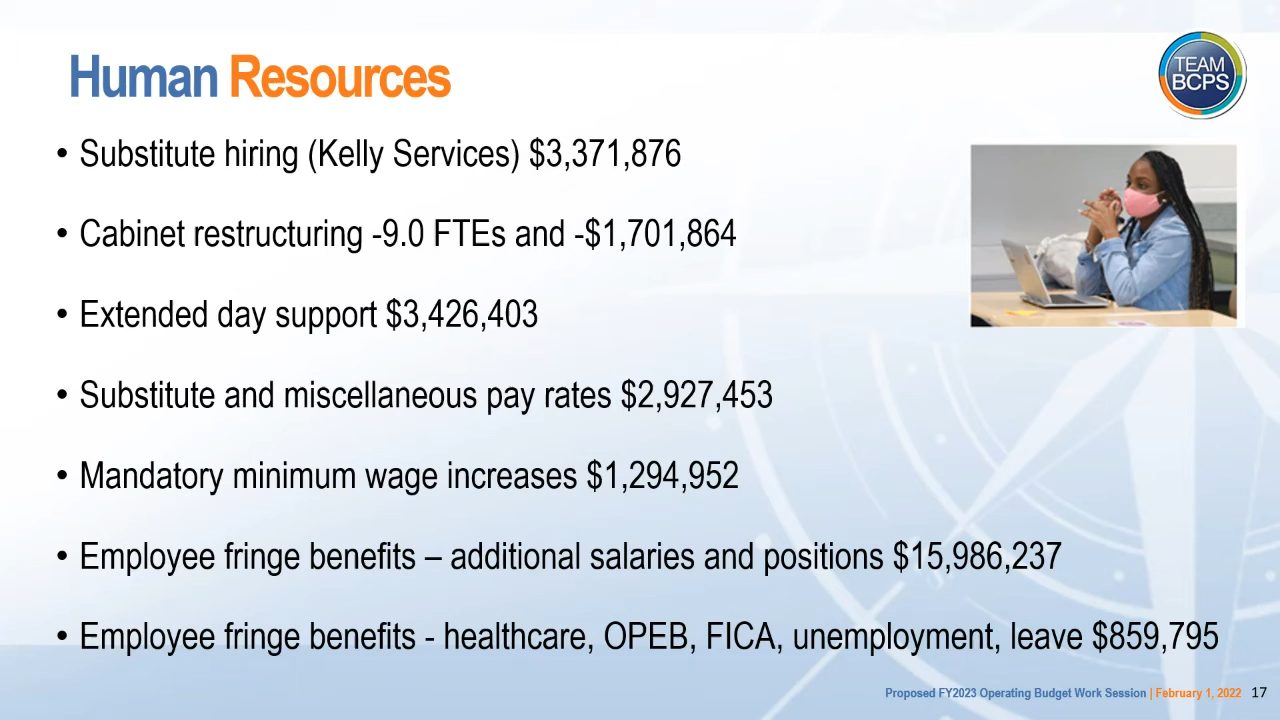 Human Resources
TEAM
BCPS
• Substitute hiring (Kelly Services) $3,371,876
• Cabinet restructuring -9.0 FTEs and -$1,701,864
• Extended day support $3,426,403
• Substitute and miscellaneous pay rates $2,927,453
• Mandatory minimum wage increases $1,294,952
• Employee fringe benefits – additional salaries and positions $15,986,237
• Employee fringe benefits - healthcare, OPEB, FICA, unemployment, leave $859,795
Proposed FY2023 Operating Budget Work Session | February 1, 2022 17